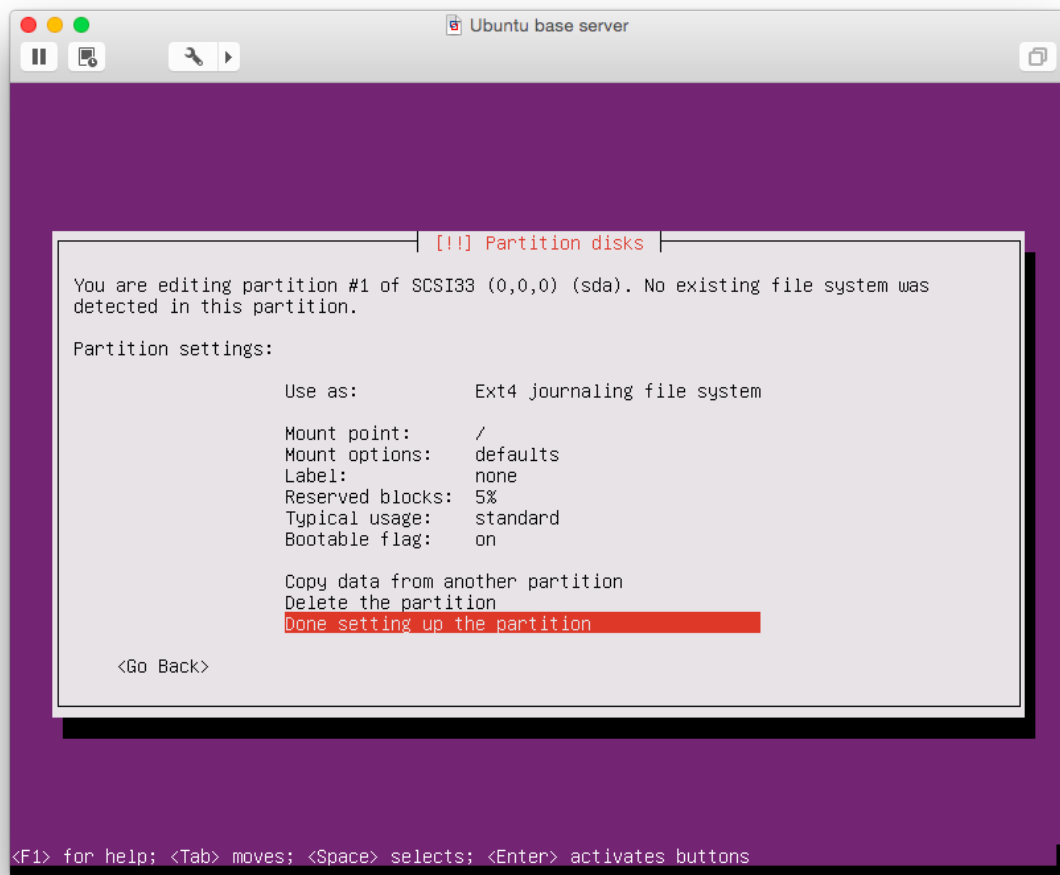 Ubuntu base server
[!!] Partition disks
You are editing partition #1 of SCSI33 (0,0,0) (sda). No existing file system was
detected in this partition.
Partition settings:
Use as: Ext4 journaling file system
Mount point: /
Mount options: defaults
Label: none
Reserved blocks: 5%
Typical usage: standard
Bootable flag: on
Copy data from another partition
Delete the partition
Done setting up the partition
<Go Back>
<F1> for help; <Tab> moves; <Space> selects; <Enter> activates buttons